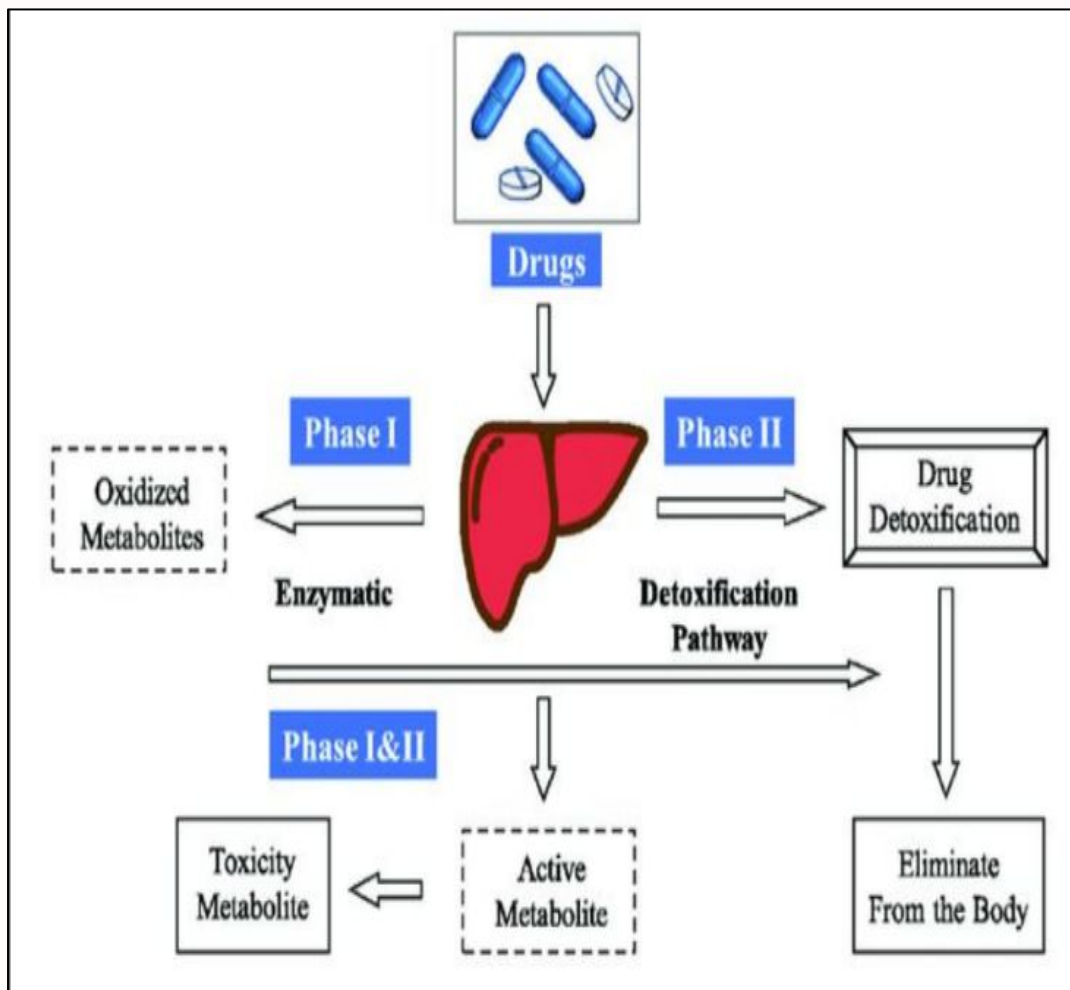 Drugs
Phase I
Phase II
Oxidized
Metabolites
Drug
Detoxification
Enzymatic
Detoxification
Pathway
Phase I&II
Toxicity
Metabolite
Active
Metabolite
Eliminate
From the Body